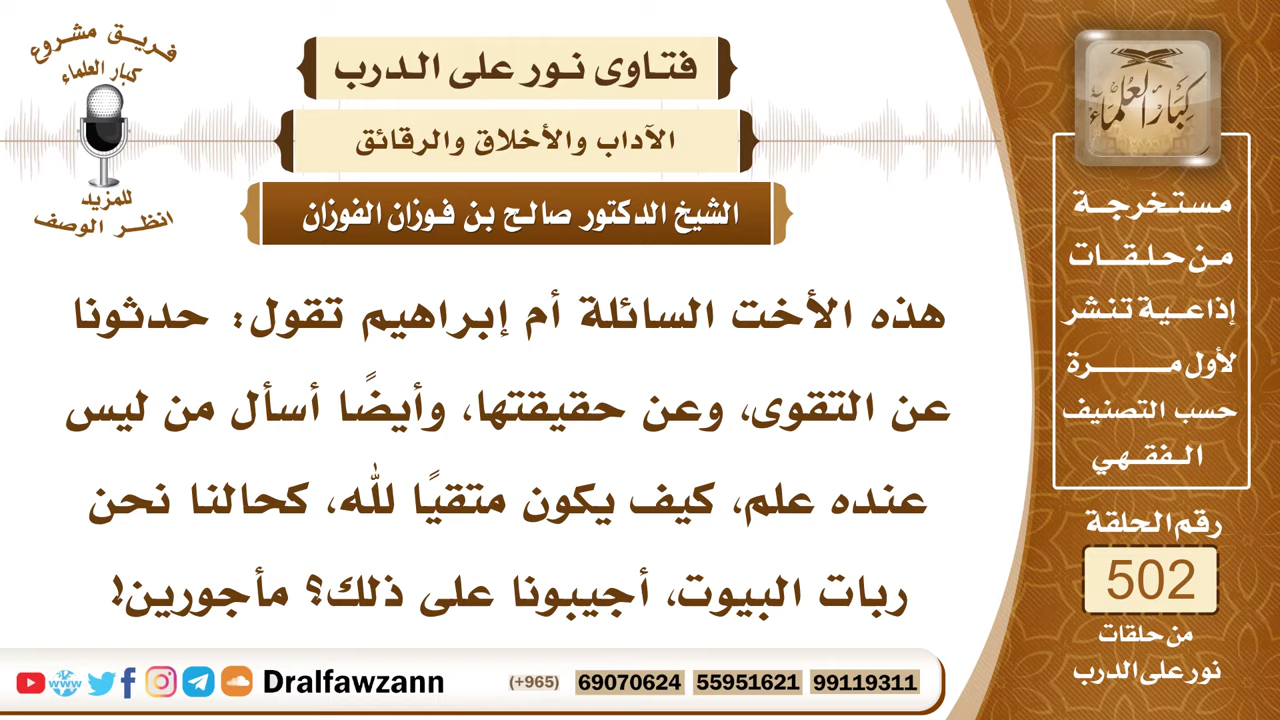 فريق مشروع
كبار العلماء
للمزيد
انظر الوصف
فتاوى نور على الدرب
الآداب والأخلاق والرقائق
الشيخ الدكتور صالح بن فوزان الفوزان
هذه الأخت السائلة أم إبراهيم تقول: حدثونا
عن التقوى، وعن حقيقتها، وأيضًا أسأل من ليس
عنده علم، كيف يكون متقيًا لله، كحالنا نحن
ربات البيوت، أجيبونا على ذلك؟ مأجورين!
كبار العلماء
مستخرجة
من حلقات
إذاعية تنشر
لأول مرة
حسب التصنيف
الفقهي
رقم الحلقة
502
من حلقات
نور على الدرب
WWW Dralfawzann (+965) 69070624 55951621 99119311